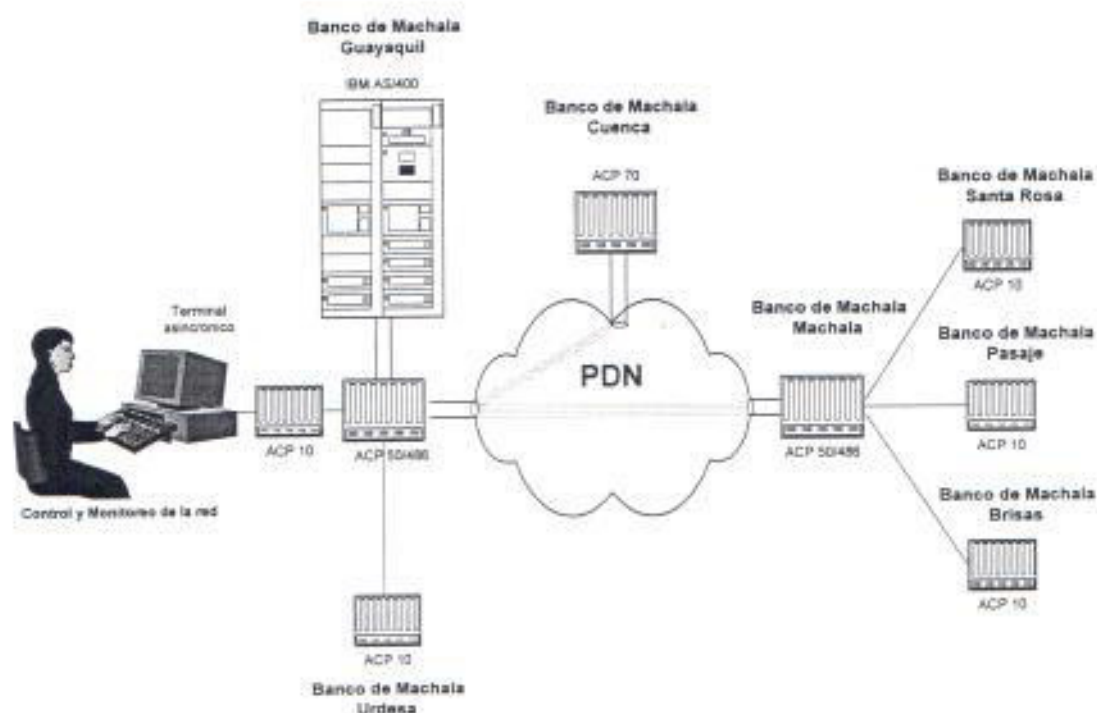 Banco de Machala
Guayaquil
IBM AS/400
Banco de Machala
Cuenca
ACP 70
Banco de Machala
Santa Rosa
ACP 10
Banco de Machala
Machala
ACP 50/486
Banco de Machala
Pasaje
ACP 10
Banco de Machala
Brisas
ACP 10
PDN
Terminal
asincronico
ACP 10
ACP 50/486
Control y Monitoreo de la red
ACP 10
Banco de Machala
Urdesa